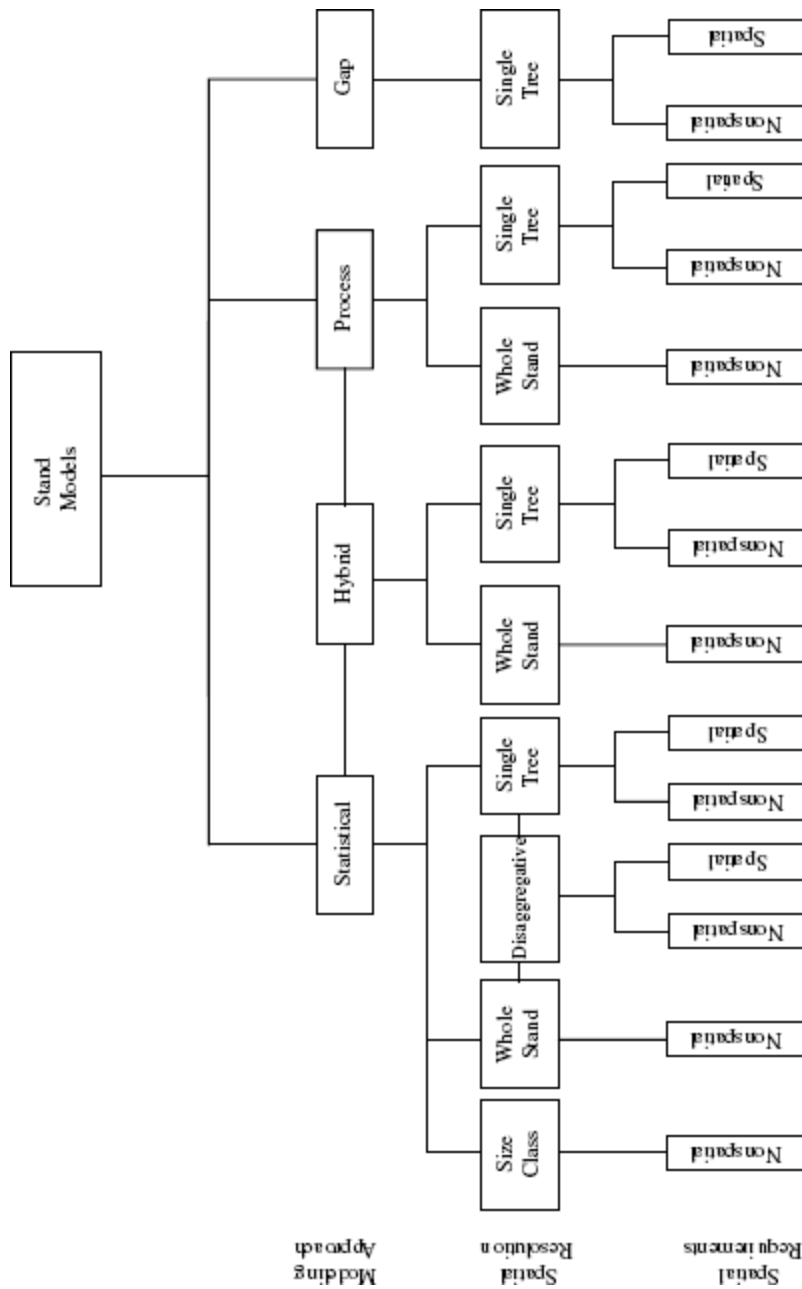 Stand
Models
Modeling
Approach
Statistical
Hybrid
Process
Gap
Spatial
Resolution
Size
Class
Whole
Stand
Disaggregative
Single
Tree
Whole
Stand
Single
Tree
Whole
Stand
Single
Tree
Single
Tree
Spatial
Requirements
Nonspatial
Nonspatial
Nonspatial
Spatial
Nonspatial
Spatial
Nonspatial
Nonspatial
Spatial
Nonspatial
Nonspatial
Spatial
Nonspatial
Spatial